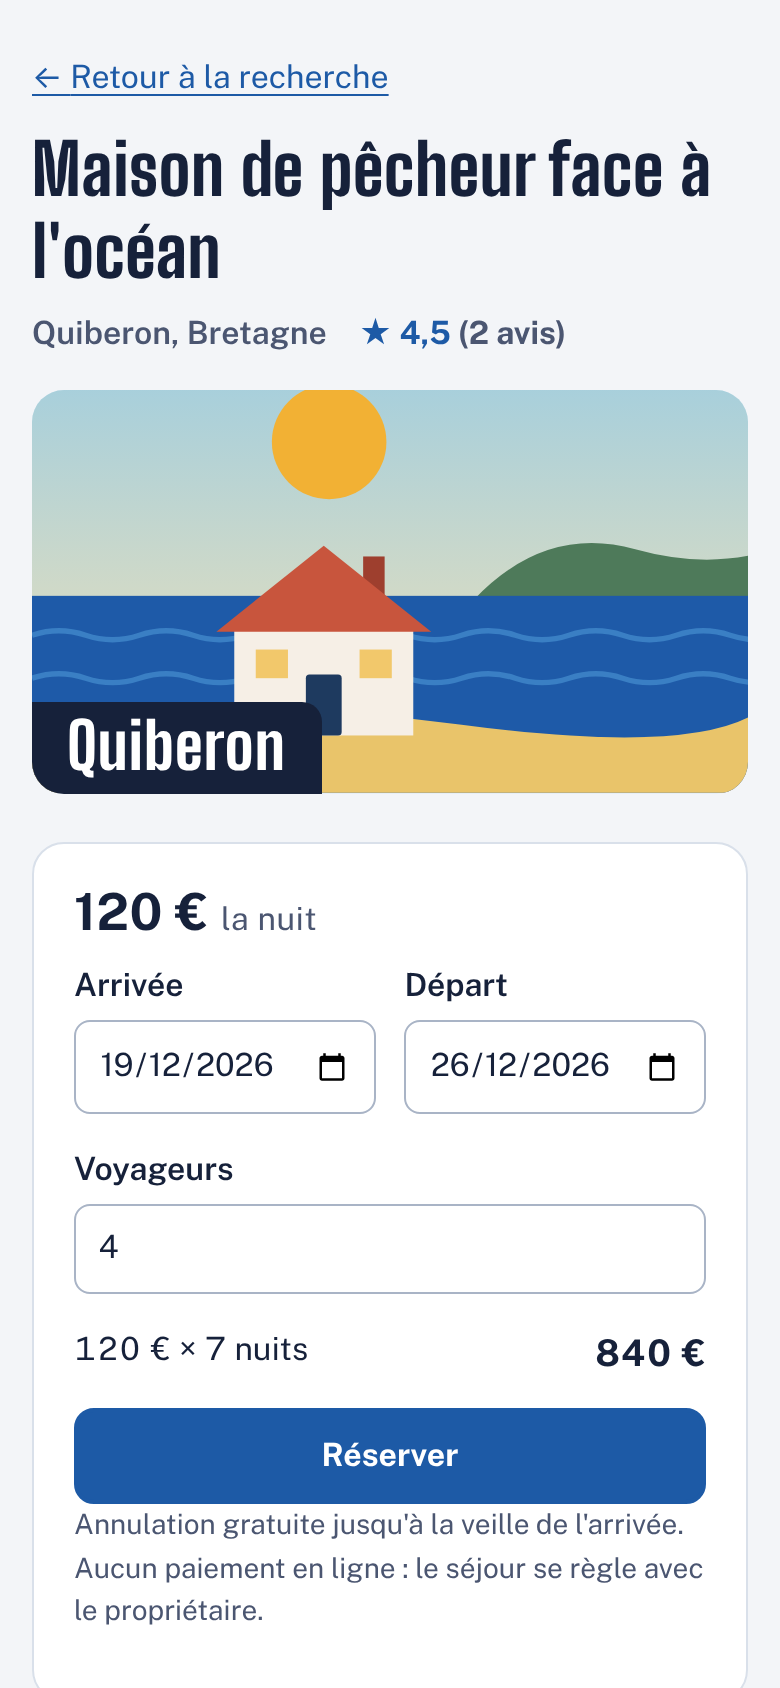 ← Retour à la recherche
Maison de pêcheur face à
l'océan
Quiberon, Bretagne ★ 4,5 (2 avis)
Quiberon
120 € la nuit
Arrivée Départ
19/12/2026 26/12/2026
Voyageurs
4
120 € × 7 nuits 840 €
Réserver
Annulation gratuite jusqu'à la veille de l'arrivée.
Aucun paiement en ligne : le séjour se règle avec
le propriétaire.